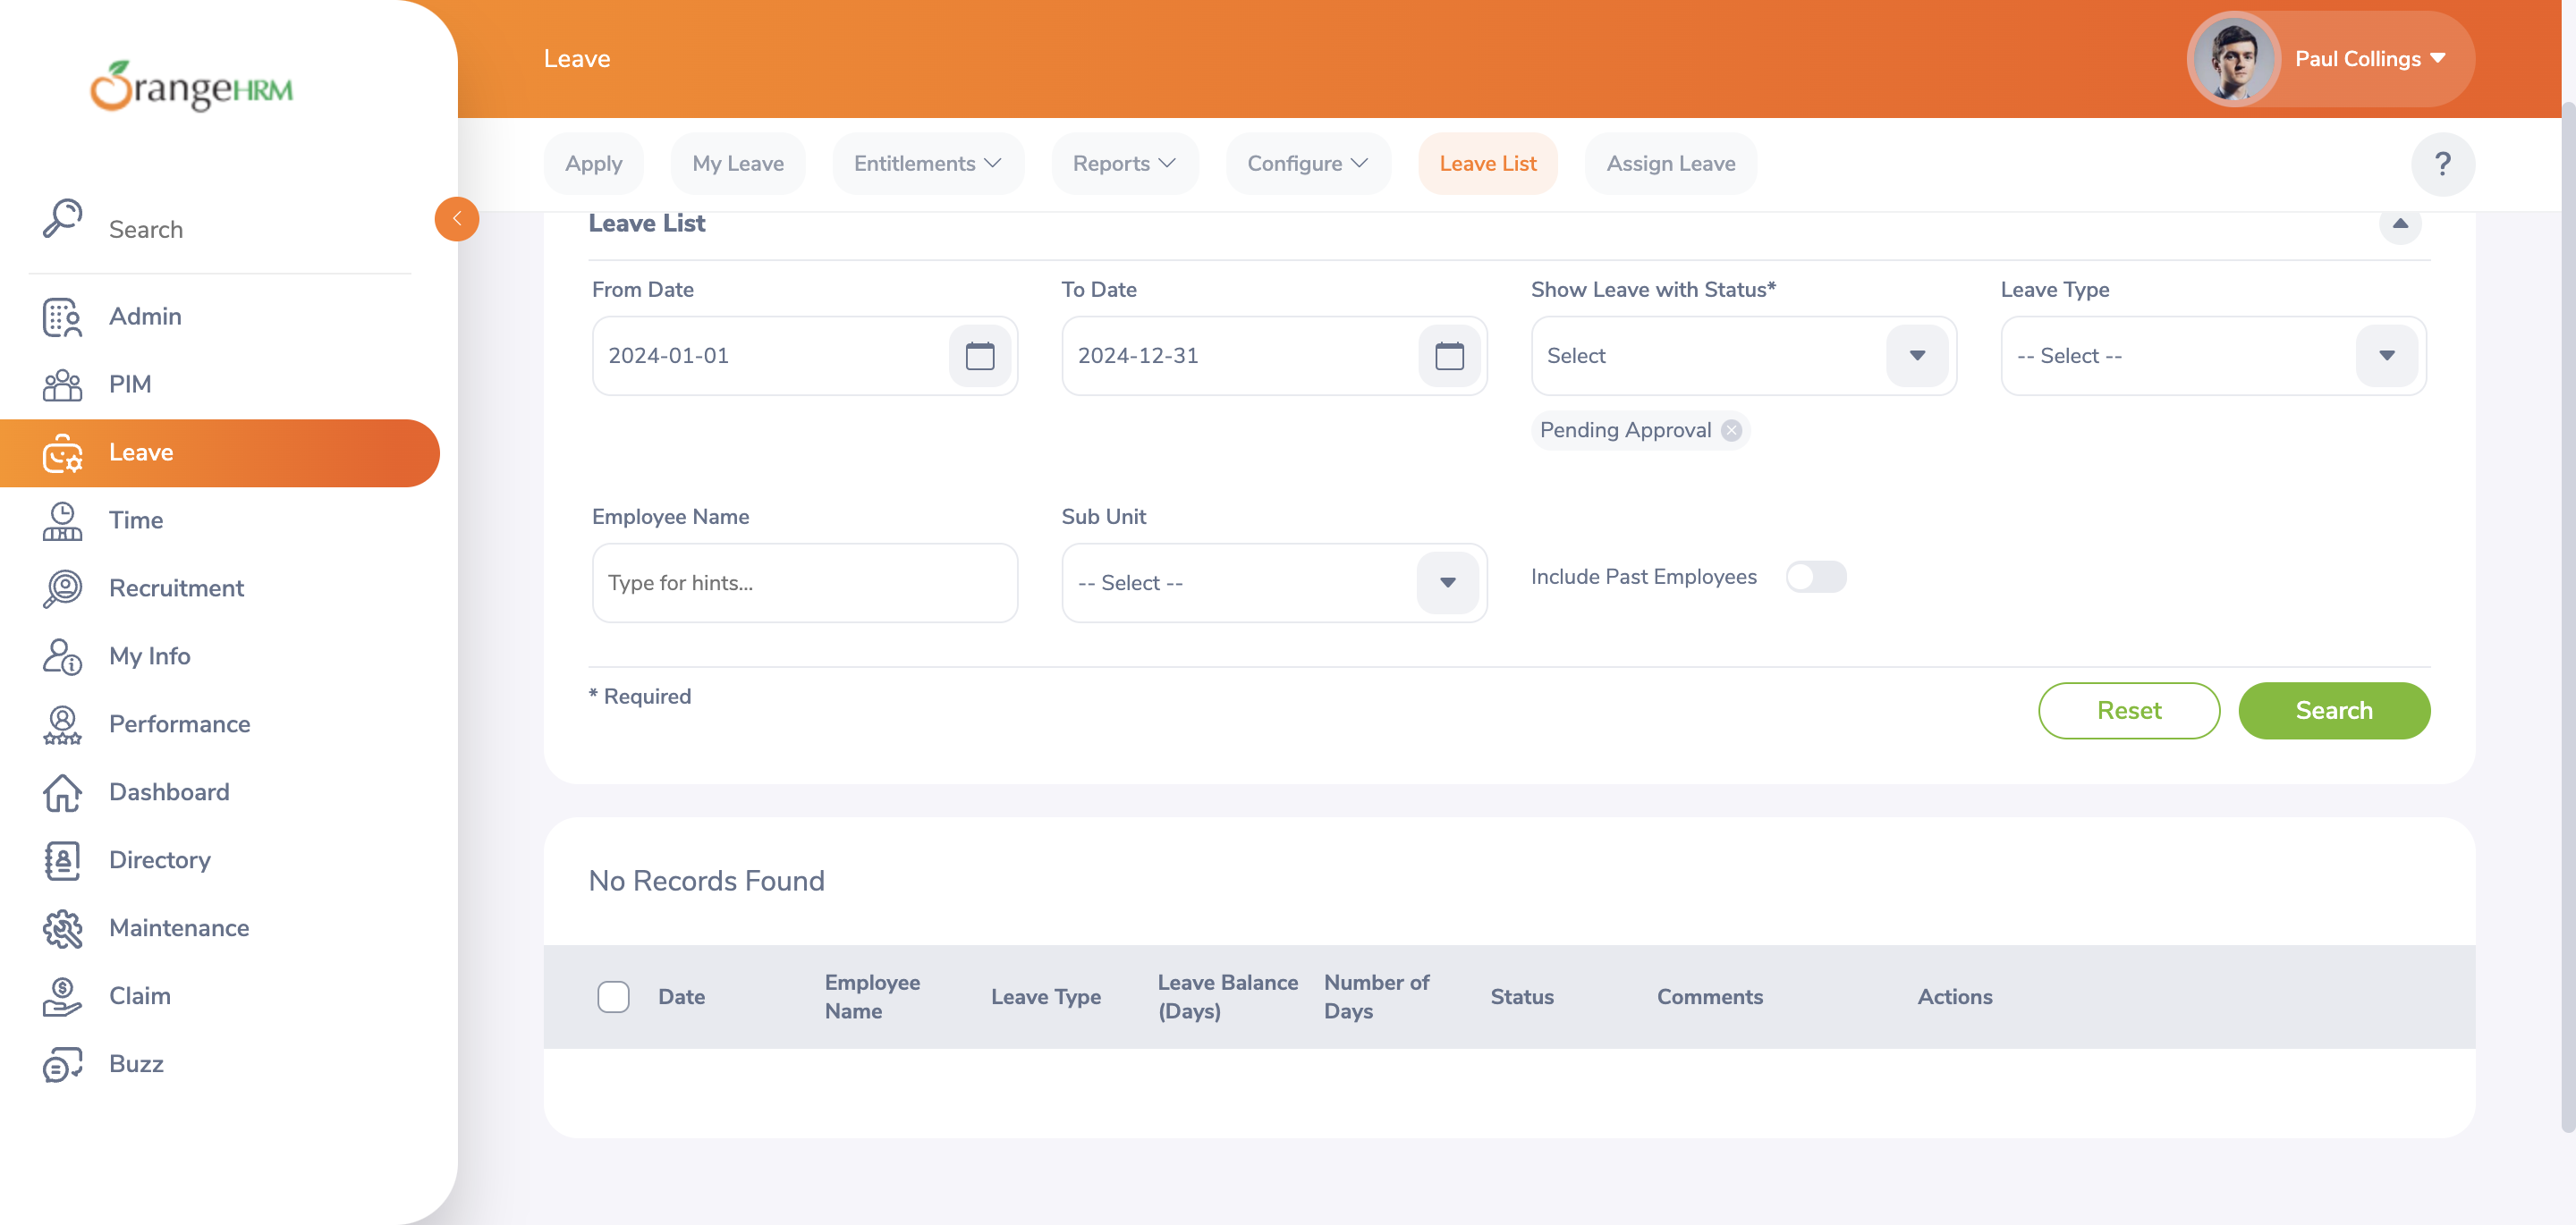 OrangeHRM
Search
Admin
PIM
Leave
Time
Recruitment
My Info
Performance
Dashboard
Directory
Maintenance
Claim
Buzz
Leave
Paul Collings
Apply
My Leave
Entitlements
Reports
Configure
Leave List
Assign Leave
?
Leave List
From Date
To Date
Show Leave with Status*
Leave Type
2024-01-01
2024-12-31
Select
-- Select --
Pending Approval
Employee Name
Sub Unit
Type for hints...
-- Select --
Include Past Employees
* Required
Reset
Search
No Records Found
Date
Employee
Name
Leave Type
Leave Balance
(Days)
Number of
Days
Status
Comments
Actions